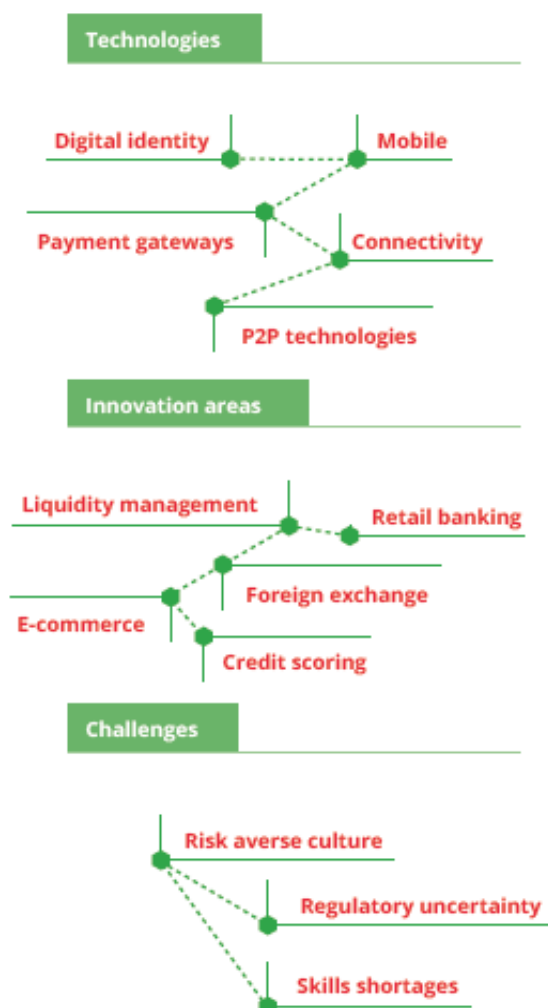 Technologies
Digital identity
Mobile
Payment gateways
Connectivity
P2P technologies
Innovation areas
Liquidity management
Retail banking
Foreign exchange
E-commerce
Credit scoring
Challenges
Risk averse culture
Regulatory uncertainty
Skills shortages